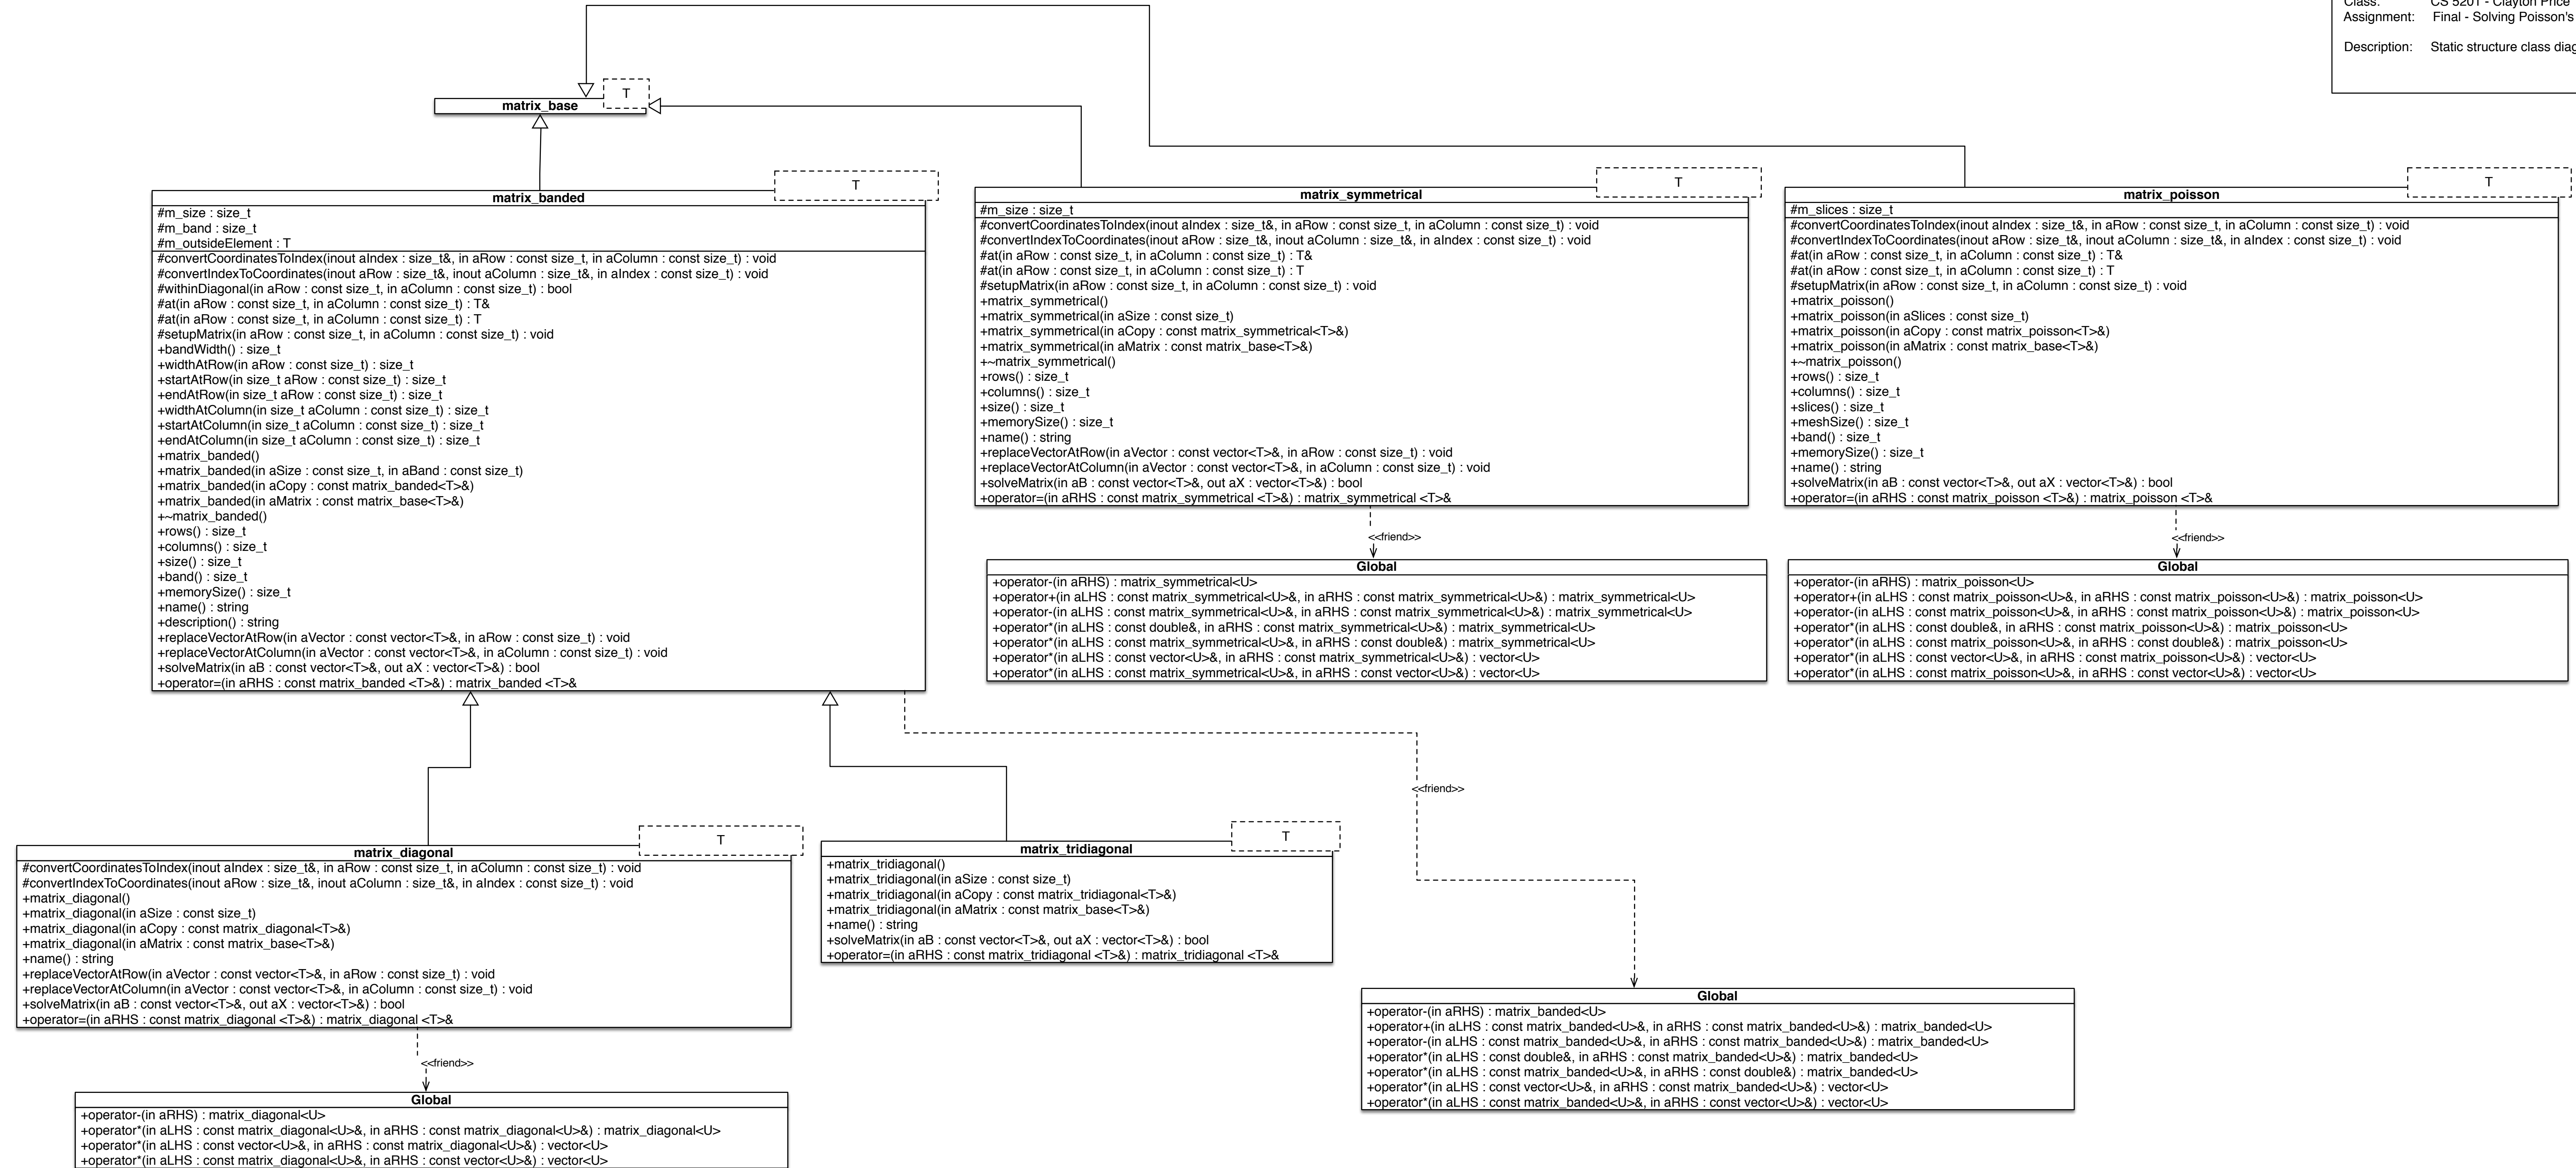 Class: CS 5201 - Clayton Price
Assignment: Final - Solving Poisson's
Description: Static structure class diag
T
matrix_base
T
matrix_banded
#m_size : size_t
#m_band : size_t
#m_outsideElement : T
#convertCoordinatesToIndex(inout aIndex : size_t&, in aRow : const size_t, in aColumn : const size_t) : void
#convertIndexToCoordinates(inout aRow : size_t&, inout aColumn : size_t&, in aIndex : const size_t) : void
#withinDiagonal(in aRow : const size_t, in aColumn : const size_t) : bool
#at(in aRow : const size_t, in aColumn : const size_t) : T&
#at(in aRow : const size_t, in aColumn : const size_t) : T
#setupMatrix(in aRow : const size_t, in aColumn : const size_t) : void
+bandWidth() : size_t
+widthAtRow(in aRow : const size_t) : size_t
+startAtRow(in size_t aRow : const size_t) : size_t
+endAtRow(in size_t aRow : const size_t) : size_t
+widthAtColumn(in size_t aColumn : const size_t) : size_t
+startAtColumn(in size_t aColumn : const size_t) : size_t
+endAtColumn(in size_t aColumn : const size_t) : size_t
+matrix_banded()
+matrix_banded(in aSize : const size_t, in aBand : const size_t)
+matrix_banded(in aCopy : const matrix_banded<T>&)
+matrix_banded(in aMatrix : const matrix_base<T>&)
+~matrix_banded()
+rows() : size_t
+columns() : size_t
+size() : size_t
+band() : size_t
+memorySize() : size_t
+name() : string
+description() : string
+replaceVectorAtRow(in aVector : const vector<T>&, in aRow : const size_t) : void
+replaceVectorAtColumn(in aVector : const vector<T>&, in aColumn : const size_t) : void
+solveMatrix(in aB : const vector<T>&, out aX : vector<T>&) : bool
+operator=(in aRHS : const matrix_banded <T>&) : matrix_banded <T>&
T
matrix_symmetrical
#m_size : size_t
#convertCoordinatesToIndex(inout aIndex : size_t&, in aRow : const size_t, in aColumn : const size_t) : void
#convertIndexToCoordinates(inout aRow : size_t&, inout aColumn : size_t&, in aIndex : const size_t) : void
#at(in aRow : const size_t, in aColumn : const size_t) : T&
#at(in aRow : const size_t, in aColumn : const size_t) : T
#setupMatrix(in aRow : const size_t, in aColumn : const size_t) : void
+matrix_symmetrical()
+matrix_symmetrical(in aSize : const size_t)
+matrix_symmetrical(in aCopy : const matrix_symmetrical<T>&)
+matrix_symmetrical(in aMatrix : const matrix_base<T>&)
+~matrix_symmetrical()
+rows() : size_t
+columns() : size_t
+size() : size_t
+memorySize() : size_t
+name() : string
+replaceVectorAtRow(in aVector : const vector<T>&, in aRow : const size_t) : void
+replaceVectorAtColumn(in aVector : const vector<T>&, in aColumn : const size_t) : void
+solveMatrix(in aB : const vector<T>&, out aX : vector<T>&) : bool
+operator=(in aRHS : const matrix_symmetrical <T>&) : matrix_symmetrical <T>&
T
matrix_poisson
#m_slices : size_t
#convertCoordinatesToIndex(inout aIndex : size_t&, in aRow : const size_t, in aColumn : const size_t) : void
#convertIndexToCoordinates(inout aRow : size_t&, inout aColumn : size_t&, in aIndex : const size_t) : void
#at(in aRow : const size_t, in aColumn : const size_t) : T&
#at(in aRow : const size_t, in aColumn : const size_t) : T
#setupMatrix(in aRow : const size_t, in aColumn : const size_t) : void
+matrix_poisson()
+matrix_poisson(in aSlices : const size_t)
+matrix_poisson(in aCopy : const matrix_poisson<T>&)
+matrix_poisson(in aMatrix : const matrix_base<T>&)
+~matrix_poisson()
+rows() : size_t
+columns() : size_t
+slices() : size_t
+meshSize() : size_t
+band() : size_t
+memorySize() : size_t
+name() : string
+solveMatrix(in aB : const vector<T>&, out aX : vector<T>&) : bool
+operator=(in aRHS : const matrix_poisson <T>&) : matrix_poisson <T>&
<<friend>>
Global
+operator-(in aRHS) : matrix_symmetrical<U>
+operator+(in aLHS : const matrix_symmetrical<U>&, in aRHS : const matrix_symmetrical<U>&) : matrix_symmetrical<U>
+operator-(in aLHS : const matrix_symmetrical<U>&, in aRHS : const matrix_symmetrical<U>&) : matrix_symmetrical<U>
+operator*(in aLHS : const double&, in aRHS : const matrix_symmetrical<U>&) : matrix_symmetrical<U>
+operator*(in aLHS : const matrix_symmetrical<U>&, in aRHS : const double&) : matrix_symmetrical<U>
+operator*(in aLHS : const vector<U>&, in aRHS : const matrix_symmetrical<U>&) : vector<U>
+operator*(in aLHS : const matrix_symmetrical<U>&, in aRHS : const vector<U>&) : vector<U>
<<friend>>
Global
+operator-(in aRHS) : matrix_poisson<U>
+operator+(in aLHS : const matrix_poisson<U>&, in aRHS : const matrix_poisson<U>&) : matrix_poisson<U>
+operator-(in aLHS : const matrix_poisson<U>&, in aRHS : const matrix_poisson<U>&) : matrix_poisson<U>
+operator*(in aLHS : const double&, in aRHS : const matrix_poisson<U>&) : matrix_poisson<U>
+operator*(in aLHS : const matrix_poisson<U>&, in aRHS : const double&) : matrix_poisson<U>
+operator*(in aLHS : const vector<U>&, in aRHS : const matrix_poisson<U>&) : vector<U>
+operator*(in aLHS : const matrix_poisson<U>&, in aRHS : const vector<U>&) : vector<U>
<<friend>>
T
matrix_diagonal
#convertCoordinatesToIndex(inout aIndex : size_t&, in aRow : const size_t, in aColumn : const size_t) : void
#convertIndexToCoordinates(inout aRow : size_t&, inout aColumn : size_t&, in aIndex : const size_t) : void
+matrix_diagonal()
+matrix_diagonal(in aSize : const size_t)
+matrix_diagonal(in aCopy : const matrix_diagonal<T>&)
+matrix_diagonal(in aMatrix : const matrix_base<T>&)
+name() : string
+replaceVectorAtRow(in aVector : const vector<T>&, in aRow : const size_t) : void
+replaceVectorAtColumn(in aVector : const vector<T>&, in aColumn : const size_t) : void
+solveMatrix(in aB : const vector<T>&, out aX : vector<T>&) : bool
+operator=(in aRHS : const matrix_diagonal <T>&) : matrix_diagonal <T>&
T
matrix_tridiagonal
+matrix_tridiagonal()
+matrix_tridiagonal(in aSize : const size_t)
+matrix_tridiagonal(in aCopy : const matrix_tridiagonal<T>&)
+matrix_tridiagonal(in aMatrix : const matrix_base<T>&)
+name() : string
+solveMatrix(in aB : const vector<T>&, out aX : vector<T>&) : bool
+operator=(in aRHS : const matrix_tridiagonal <T>&) : matrix_tridiagonal <T>&
Global
+operator-(in aRHS) : matrix_banded<U>
+operator+(in aLHS : const matrix_banded<U>&, in aRHS : const matrix_banded<U>&) : matrix_banded<U>
+operator-(in aLHS : const matrix_banded<U>&, in aRHS : const matrix_banded<U>&) : matrix_banded<U>
+operator*(in aLHS : const double&, in aRHS : const matrix_banded<U>&) : matrix_banded<U>
+operator*(in aLHS : const matrix_banded<U>&, in aRHS : const double&) : matrix_banded<U>
+operator*(in aLHS : const vector<U>&, in aRHS : const matrix_banded<U>&) : vector<U>
+operator*(in aLHS : const matrix_banded<U>&, in aRHS : const vector<U>&) : vector<U>
<<friend>>
Global
+operator-(in aRHS) : matrix_diagonal<U>
+operator*(in aLHS : const matrix_diagonal<U>&, in aRHS : const matrix_diagonal<U>&) : matrix_diagonal<U>
+operator*(in aLHS : const vector<U>&, in aRHS : const matrix_diagonal<U>&) : vector<U>
+operator*(in aLHS : const matrix_diagonal<U>&, in aRHS : const vector<U>&) : vector<U>